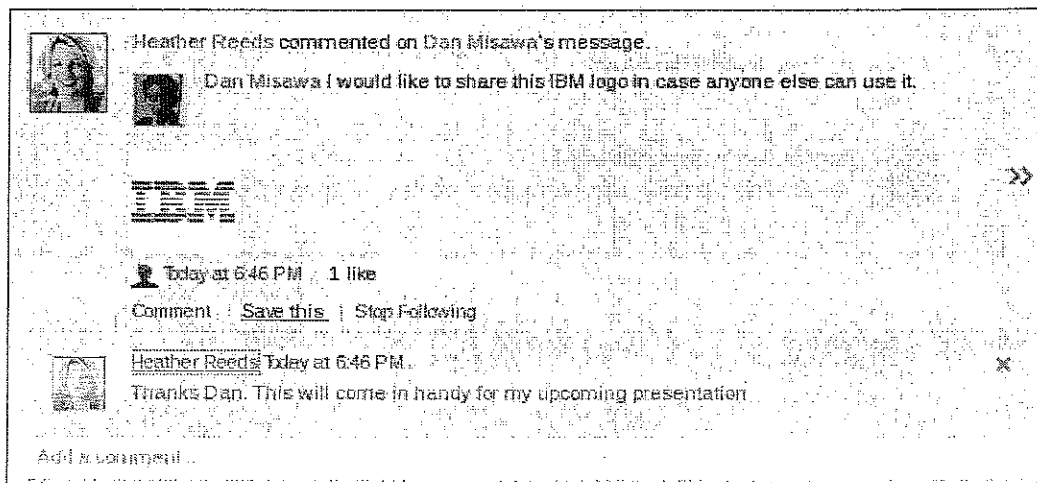 Heather Reeds commented on Dan Misawa's message.
Dan Misawa I would like to share this IBM logo in case anyone else can use it.
IBM
Today at 6:46 PM 1 like
Comment Save this | Stop Following
Heather Reeds Today at 6:46 PM
Thanks Dan. This will come in handy for my upcoming presentation
Add a comment...